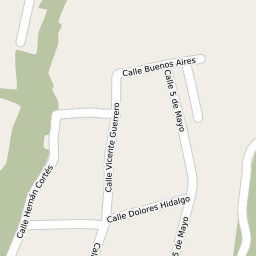 Calle Buenos Aires
Calle 5 de Mayo
Calle Vicente Guerrero
Calle Hernán Cortés
Calle Dolores Hidalgo
5 de Mayo